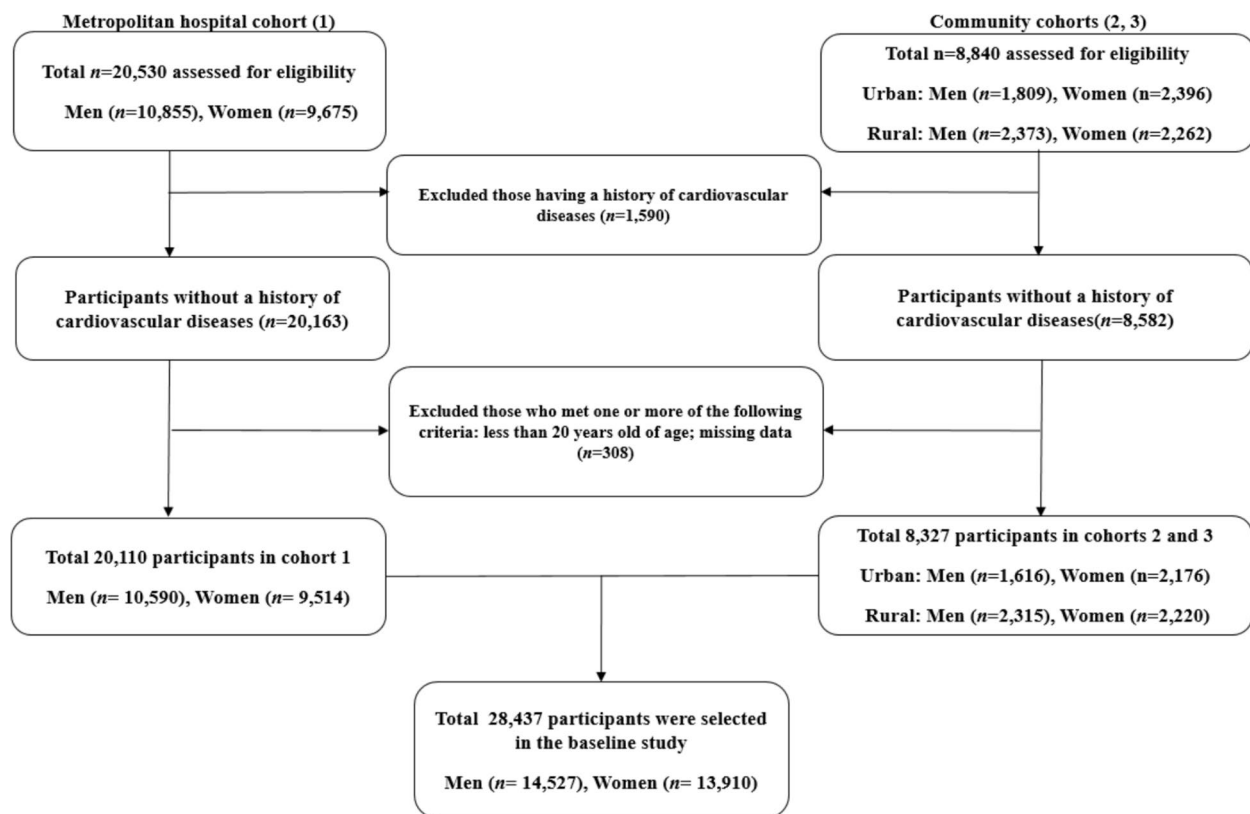 Metropolitan hospital cohort (1)
Total n=20,530 assessed for eligibility
Men (n=10,855), Women (n=9,675)
Community cohorts (2, 3)
Total n=8,840 assessed for eligibility
Urban: Men (n=1,809), Women (n=2,396)
Rural: Men (n=2,373), Women (n=2,262)
Excluded those having a history of cardiovascular
diseases (n=1,590)
Participants without a history of
cardiovascular diseases (n=20,163)
Participants without a history of
cardiovascular diseases(n=8,582)
Excluded those who met one or more of the following
criteria: less than 20 years old of age; missing data
(n=308)
Total 20,110 participants in cohort 1
Men (n= 10,590), Women (n= 9,514)
Total 8,327 participants in cohorts 2 and 3
Urban: Men (n=1,616), Women (n=2,176)
Rural: Men (n=2,315), Women (n=2,220)
Total 28,437 participants were selected
in the baseline study
Men (n= 14,527), Women (n= 13,910)